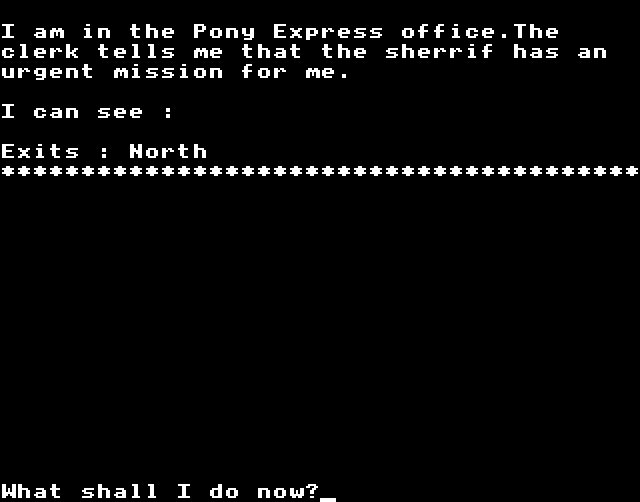 I am in the Pony Express office.The
clerk tells me that the sherrif has an
urgent mission for me.
I can see :
Exits : North
****************************************
What shall I do now?_